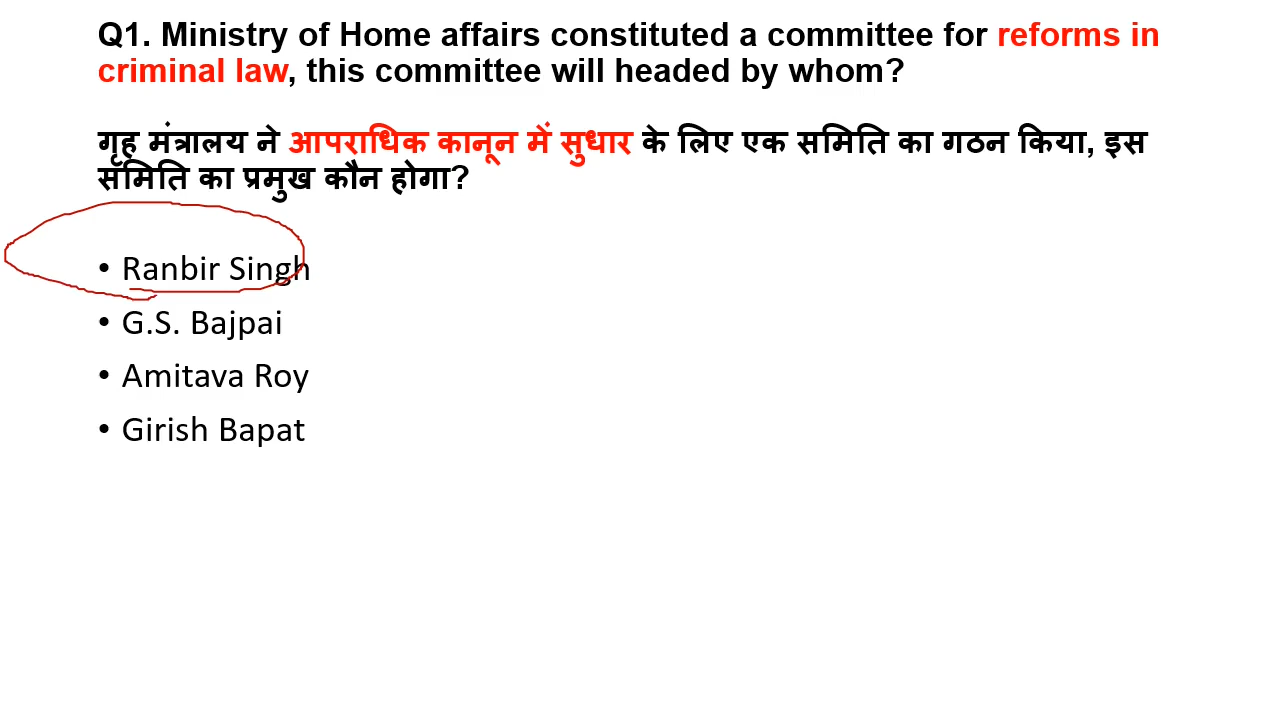 Q1. Ministry of Home affairs constituted a committee for reforms in
criminal law, this committee will headed by whom?
गृह मंत्रालय ने आपराधिक कानून में सुधार के लिए एक समिति का गठन किया, इस
समिति का प्रमुख कौन होगा?
• Ranbir Singh
• G.S. Bajpai
• Amitava Roy
• Girish Bapat